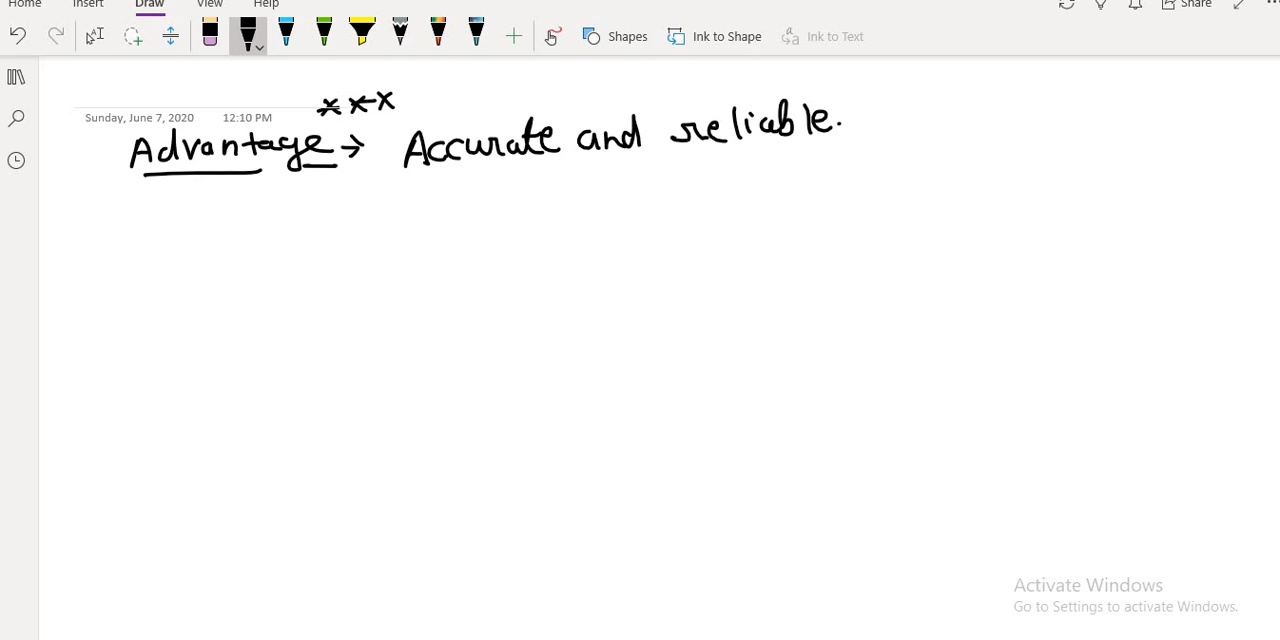 Home Insert Draw View Help Share
Shapes Ink to Shape Ink to Text
Sunday, June 7, 2020 12:10 PM
Advantage → Accurate and reliable.
Activate Windows
Go to Settings to activate Windows.